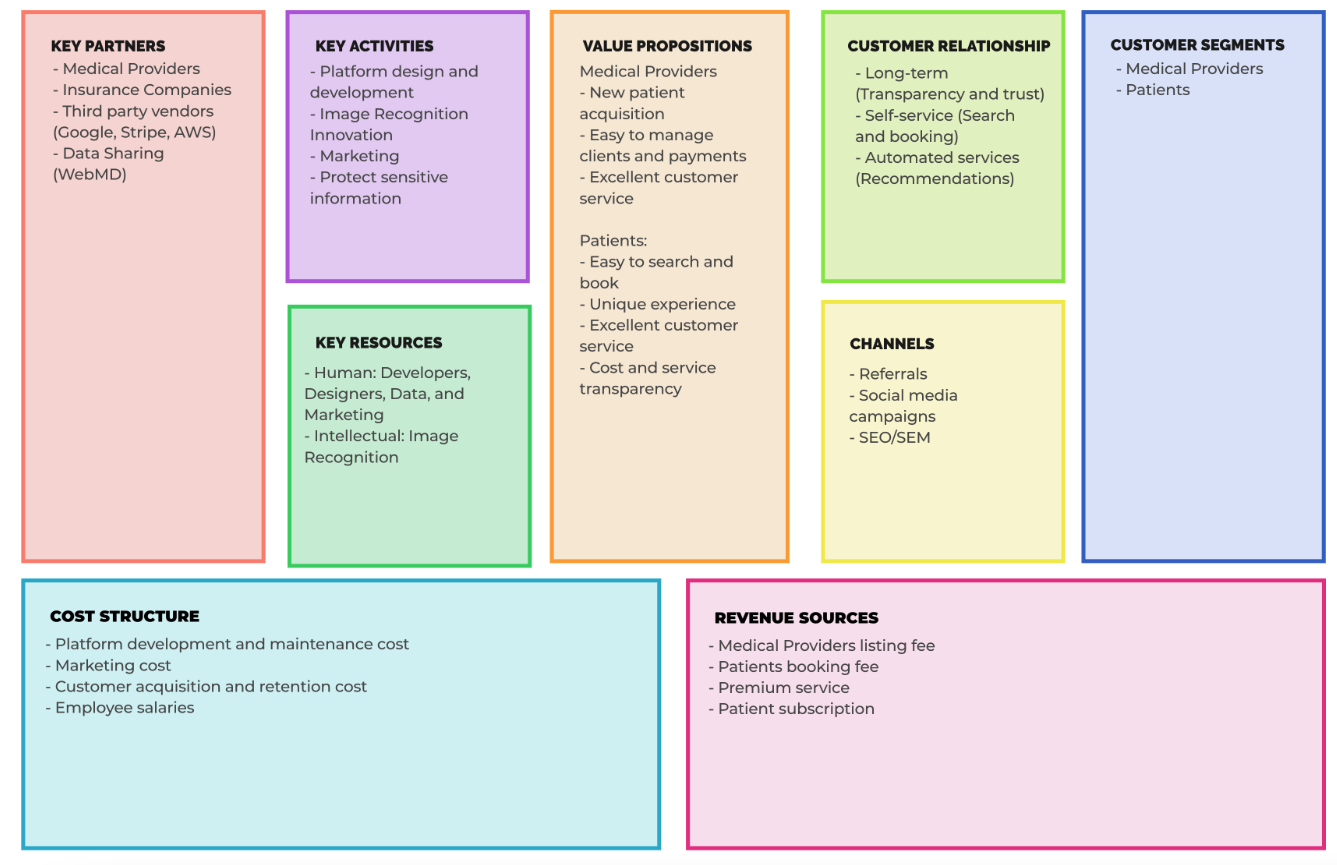 KEY PARTNERS
- Medical Providers
- Insurance Companies
- Third party vendors
(Google, Stripe, AWS)
- Data Sharing
(WebMD)
KEY ACTIVITIES
- Platform design and
development
- Image Recognition
Innovation
- Marketing
- Protect sensitive
information
KEY RESOURCES
- Human: Developers,
Designers, Data, and
Marketing
- Intellectual: Image
Recognition
VALUE PROPOSITIONS
Medical Providers
- New patient
acquisition
- Easy to manage
clients and payments
- Excellent customer
service
Patients:
- Easy to search and
book
- Unique experience
- Excellent customer
service
- Cost and service
transparency
CUSTOMER RELATIONSHIP
- Long-term
(Transparency and trust)
- Self-service (Search
and booking)
- Automated services
(Recommendations)
CHANNELS
- Referrals
- Social media
campaigns
- SEO/SEM
CUSTOMER SEGMENTS
- Medical Providers
- Patients
COST STRUCTURE
- Platform development and maintenance cost
- Marketing cost
- Customer acquisition and retention cost
- Employee salaries
REVENUE SOURCES
- Medical Providers listing fee
- Patients booking fee
- Premium service
- Patient subscription